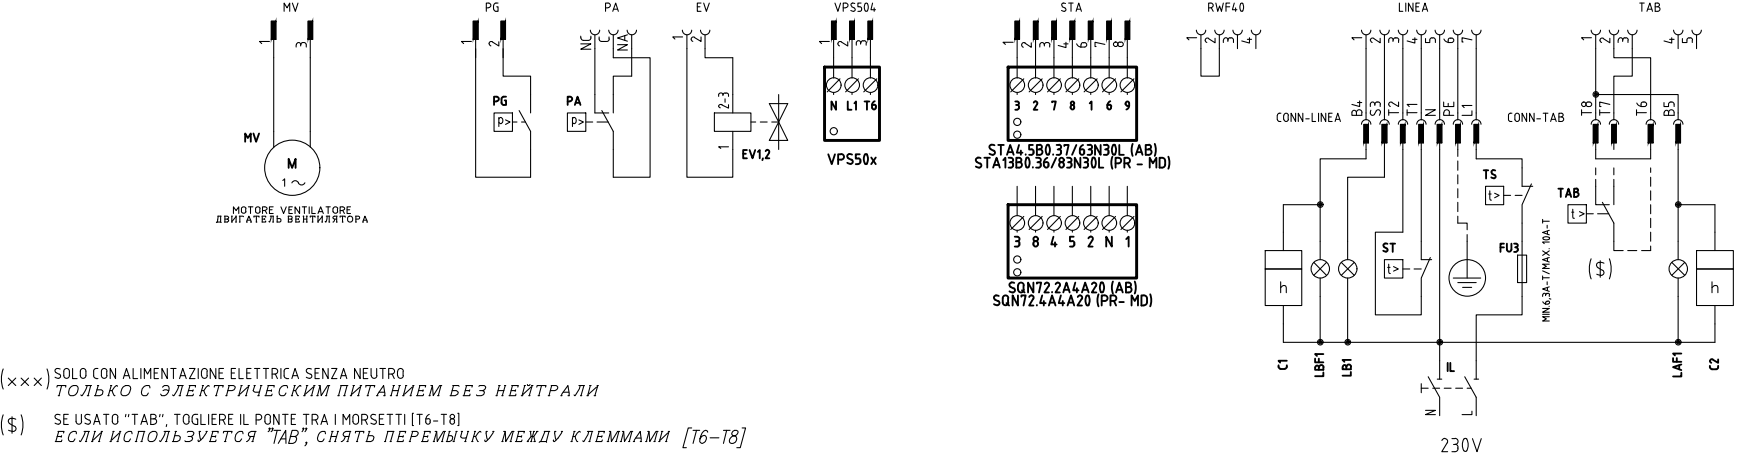 MV PG PA EV VPS504 STA RWF40 LINEA TAB
1 3
1 2
NC C NA
1 2
1 2 3
1 2 3 4 6 7 8
1 2 3 4
1 2 3 4 5 6 7
1 2 3 4 5
MV
M
1~
MOTORE VENTILATORE
ДВИГАТЕЛЬ ВЕНТИЛЯТОРА
PG
P>
PA
P>
2-3
1
EV1,2
N L1 T6
VPS50x
3 2 7 8 1 6 9
STA4.5B0.37/63N30L (AB)
STA13B0.36/83N30L (PR - MD)
3 8 4 5 2 N 1
SQN72.2A4A20 (AB)
SQN72.4A4A20 (PR- MD)
CONN-LINEA
B4 S3 T2 T1 N PE L1
CONN-TAB
T8 T7 T6 B5
TS
t>
TAB
t>
ST
t>
FU3
MIN.6,3A-T/MAX. 10A-T
($)
h
h
C1 LBF1 LB1
IL
LAF1 C2
N L
230V
(xxx) SOLO CON ALIMENTAZIONE ELETTRICA SENZA NEUTRO
ТОЛЬКО С ЭЛЕКТРИЧЕСКИМ ПИТАНИЕМ БЕЗ НЕЙТРАЛИ
($) SE USATO "TAB", TOGLIERE IL PONTE TRA I MORSETTI [T6-T8]
ЕСЛИ ИСПОЛЬЗУЕТСЯ "TAB", СНЯТЬ ПЕРЕМЫЧКУ МЕЖДУ КЛЕММАМИ [T6-T8]